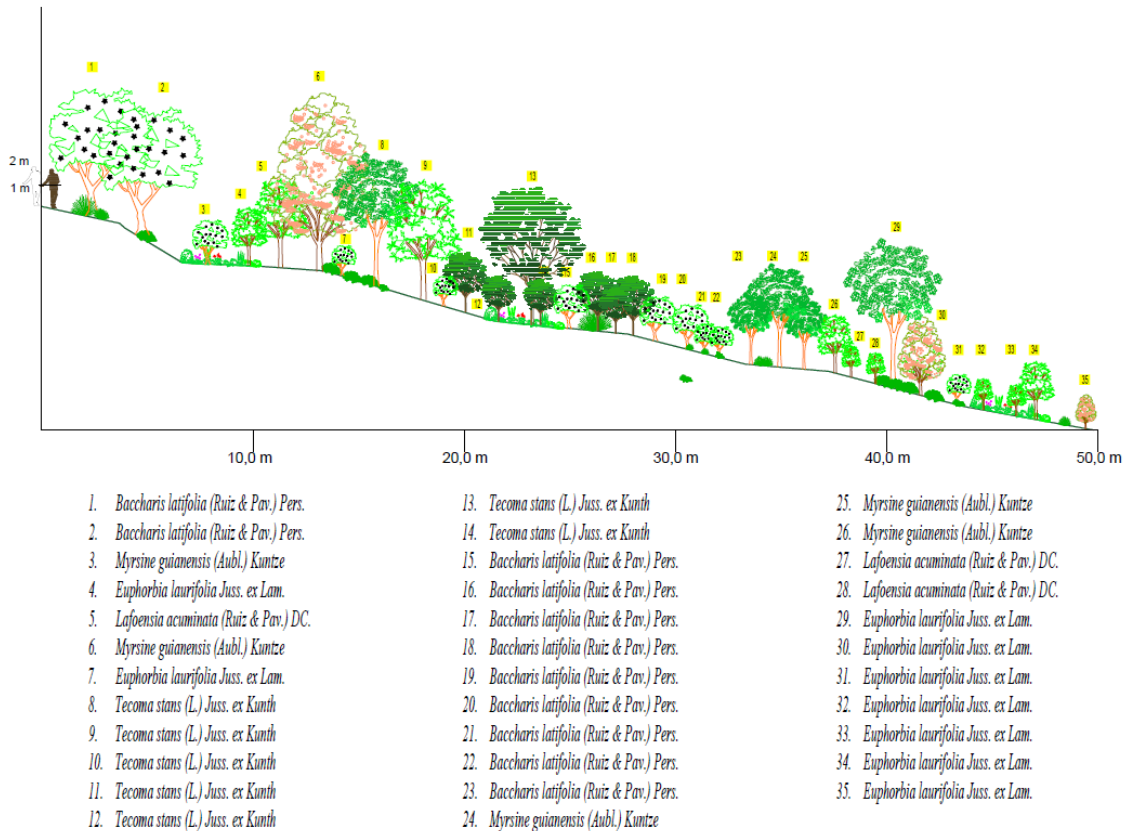 1
2
6
8
9
5
13
4
3
7
11
10
12
15
16
17
18
19
20
21
22
23
24
25
29
26
27
28
30
31
32
33
34
35
2 m
1 m
10,0 m
20,0 m
30,0 m
40,0 m
50,0 m
1. Baccharis latifolia (Ruiz & Pav.) Pers.
2. Baccharis latifolia (Ruiz & Pav.) Pers.
3. Myrsine guianensis (Aubl.) Kuntze
4. Euphorbia laurifolia Juss. ex Lam.
5. Lafoensia acuminata (Ruiz & Pav.) DC.
6. Myrsine guianensis (Aubl.) Kuntze
7. Euphorbia laurifolia Juss. ex Lam.
8. Tecoma stans (L.) Juss. ex Kunth
9. Tecoma stans (L.) Juss. ex Kunth
10. Tecoma stans (L.) Juss. ex Kunth
11. Tecoma stans (L.) Juss. ex Kunth
12. Tecoma stans (L.) Juss. ex Kunth
13. Tecoma stans (L.) Juss. ex Kunth
14. Tecoma stans (L.) Juss. ex Kunth
15. Baccharis latifolia (Ruiz & Pav.) Pers.
16. Baccharis latifolia (Ruiz & Pav.) Pers.
17. Baccharis latifolia (Ruiz & Pav.) Pers.
18. Baccharis latifolia (Ruiz & Pav.) Pers.
19. Baccharis latifolia (Ruiz & Pav.) Pers.
20. Baccharis latifolia (Ruiz & Pav.) Pers.
21. Baccharis latifolia (Ruiz & Pav.) Pers.
22. Baccharis latifolia (Ruiz & Pav.) Pers.
23. Baccharis latifolia (Ruiz & Pav.) Pers.
24. Myrsine guianensis (Aubl.) Kuntze
25. Myrsine guianensis (Aubl.) Kuntze
26. Myrsine guianensis (Aubl.) Kuntze
27. Lafoensia acuminata (Ruiz & Pav.) DC.
28. Lafoensia acuminata (Ruiz & Pav.) DC.
29. Euphorbia laurifolia Juss. ex Lam.
30. Euphorbia laurifolia Juss. ex Lam.
31. Euphorbia laurifolia Juss. ex Lam.
32. Euphorbia laurifolia Juss. ex Lam.
33. Euphorbia laurifolia Juss. ex Lam.
34. Euphorbia laurifolia Juss. ex Lam.
35. Euphorbia laurifolia Juss. ex Lam.